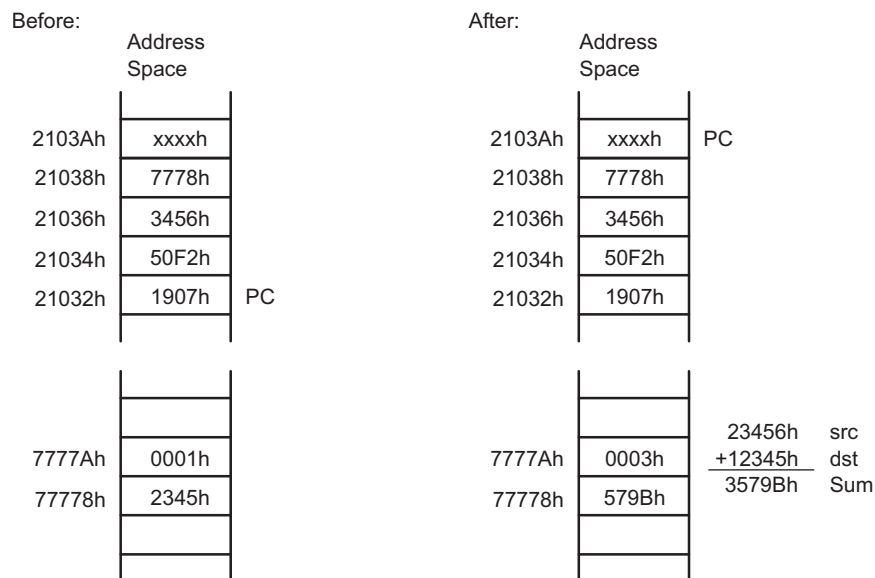 Before:
Address
Space
2103Ah xxxxh
21038h 7778h
21036h 3456h
21034h 50F2h
21032h 1907h PC
7777Ah 0001h
77778h 2345h
After:
Address
Space
2103Ah xxxxh PC
21038h 7778h
21036h 3456h
21034h 50F2h
21032h 1907h
7777Ah 0003h
77778h 579Bh
23456h src
+12345h dst
3579Bh Sum